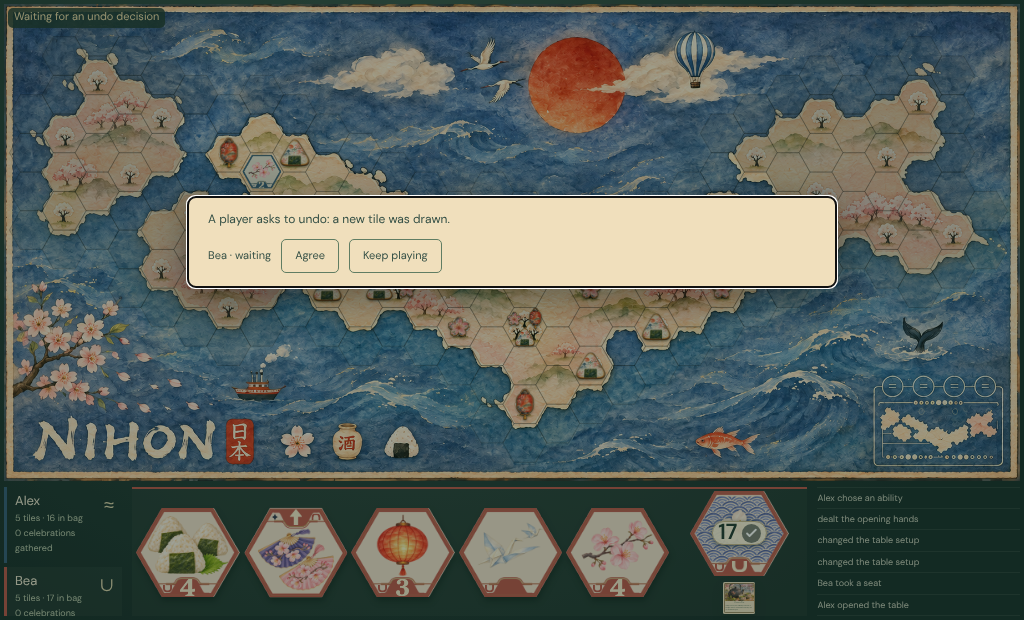 Waiting for an undo decision
A player asks to undo: a new tile was drawn.
Bea · waiting
Agree
Keep playing
NIHON
日本
酒
Alex
5 tiles · 16 in bag
0 celebrations
gathered
Bea
5 tiles · 17 in bag
0 celebrations
4
3
4
17
Alex chose an ability
dealt the opening hands
changed the table setup
changed the table setup
Bea took a seat
Alex opened the table